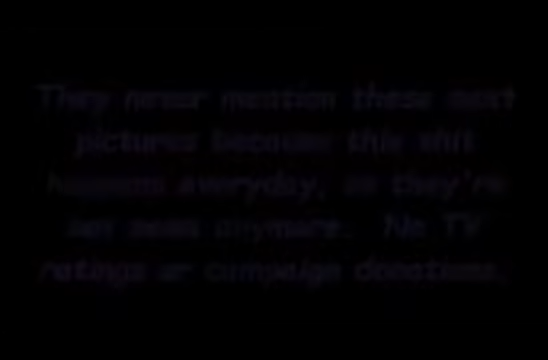 They never mention these next
pictures because this shit
happens everyday, so they're
not news anymore. No TV
ratings or campaign donations.